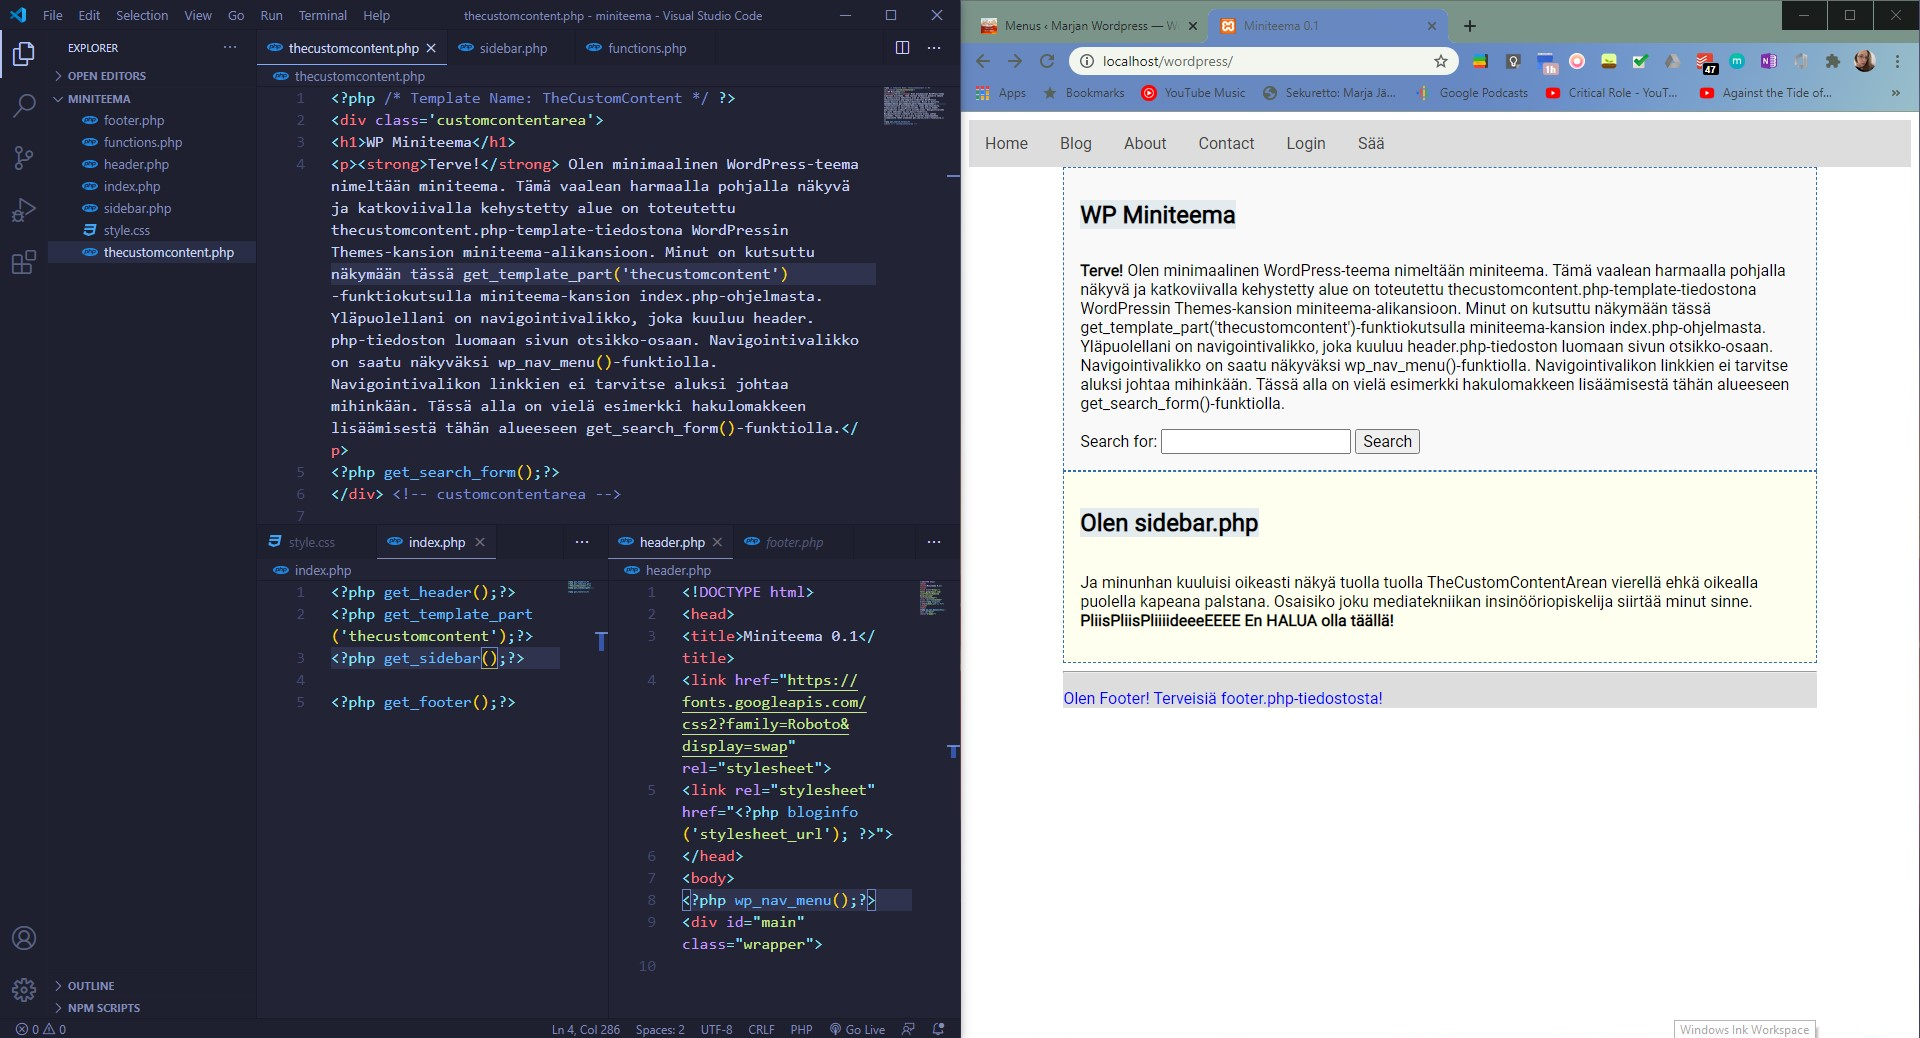 File Edit Selection View Go Run Terminal Help thecustomcontent.php - miniteema - Visual Studio Code
EXPLORER
OPEN EDITORS
MINITEEMA
footer.php
functions.php
header.php
index.php
sidebar.php
style.css
thecustomcontent.php
OUTLINE
NPM SCRIPTS
thecustomcontent.php sidebar.php functions.php
thecustomcontent.php
1 <?php /* Template Name: TheCustomContent */ ?>
2 <div class='customcontentarea'>
3 <h1>WP Miniteema</h1>
4 <p><strong>Terve!</strong> Olen minimaalinen WordPress-teema
nimeltään miniteema. Tämä vaalean harmaalla pohjalla näkyvä
ja katkoviivalla kehystetty alue on toteutettu
thecustomcontent.php-template-tiedostona WordPressin
Themes-kansion miniteema-alikansioon. Minut on kutsuttu
näkymään tässä get_template_part('thecustomcontent')
-funktiokutsulla miniteema-kansion index.php-ohjelmasta.
Yläpuolellani on navigointivalikko, joka kuuluu header.
php-tiedoston luomaan sivun otsikko-osaan. Navigointivalikko
on saatu näkyväksi wp_nav_menu()-funktiolla.
Navigointivalikon linkkien ei tarvitse aluksi johtaa
mihinkään. Tässä alla on vielä esimerkki hakulomakkeen
lisäämisestä tähän alueeseen get_search_form()-funktiolla.</
p>
5 <?php get_search_form();?>
6 </div> <!-- customcontentarea -->
7
style.css index.php
index.php
1 <?php get_header();?>
2 <?php get_template_part
('thecustomcontent');?>
3 <?php get_sidebar();?>
4
5 <?php get_footer();?>
header.php footer.php
header.php
1 <!DOCTYPE html>
2 <head>
3 <title>Miniteema 0.1</
title>
4 <link href="https://
fonts.googleapis.com/
css2?family=Roboto&
display=swap"
rel="stylesheet">
5 <link rel="stylesheet"
href="<?php bloginfo
('stylesheet_url'); ?>">
6 </head>
7 <body>
8 <?php wp_nav_menu();?>
9 <div id="main"
class="wrapper">
10
0 0 Ln 4, Col 286 Spaces: 2 UTF-8 CRLF PHP Go Live
Menus ‹ Marjan Wordpress — W Miniteema 0.1
localhost/wordpress/
1h 47 m N
Apps Bookmarks YouTube Music Sekuretto: Marja Jä... Google Podcasts Critical Role - YouT... Against the Tide of... »
Home Blog About Contact Login Sää
WP Miniteema
Terve! Olen minimaalinen WordPress-teema nimeltään miniteema. Tämä vaalean harmaalla pohjalla
näkyvä ja katkoviivalla kehystetty alue on toteutettu thecustomcontent.php-template-tiedostona
WordPressin Themes-kansion miniteema-alikansioon. Minut on kutsuttu näkymään tässä
get_template_part('thecustomcontent')-funktiokutsulla miniteema-kansion index.php-ohjelmasta.
Yläpuolellani on navigointivalikko, joka kuuluu header.php-tiedoston luomaan sivun otsikko-osaan.
Navigointivalikko on saatu näkyväksi wp_nav_menu()-funktiolla. Navigointivalikon linkkien ei tarvitse
aluksi johtaa mihinkään. Tässä alla on vielä esimerkki hakulomakkeen lisäämisestä tähän alueeseen
get_search_form()-funktiolla.
Search for: Search
Olen sidebar.php
Ja minunhan kuuluisi oikeasti näkyä tuolla tuolla TheCustomContentArean vierellä ehkä oikealla
puolella kapeana palstana. Osaisiko joku mediatekniikan insinööriopiskelija siirtää minut sinne.
PliisPliisPliiiideeeEEEE En HALUA olla täällä!
Olen Footer! Terveisiä footer.php-tiedostosta!
Windows Ink Workspace